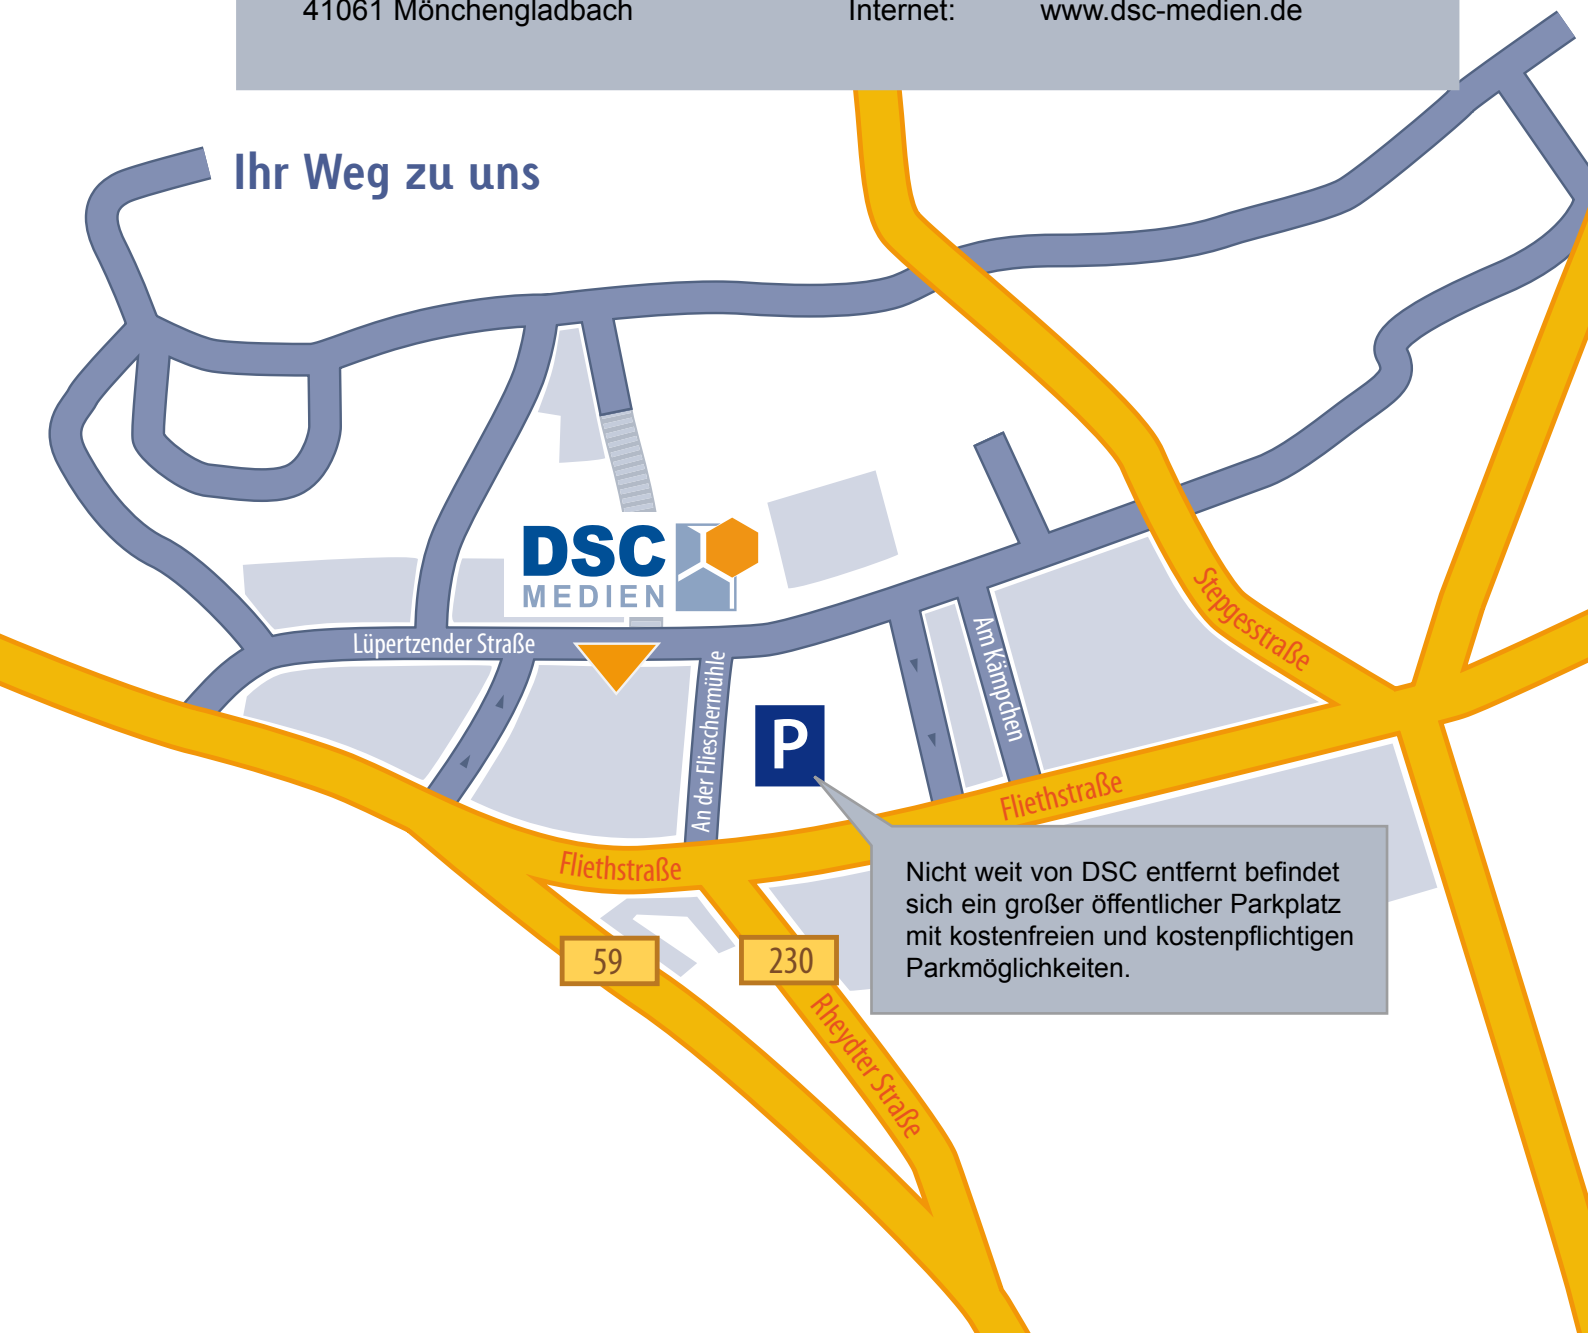 41061 Mönchengladbach Internet: www.dsc-medien.de
Ihr Weg zu uns
DSC
MEDIEN
Lüpertzender Straße
An der Flieschermühle
P
Am Kämpchen
Stepgesstraße
Fliethstraße
Fliethstraße
59
230
Rheydter Straße
Nicht weit von DSC entfernt befindet
sich ein großer öffentlicher Parkplatz
mit kostenfreien und kostenpflichtigen
Parkmöglichkeiten.